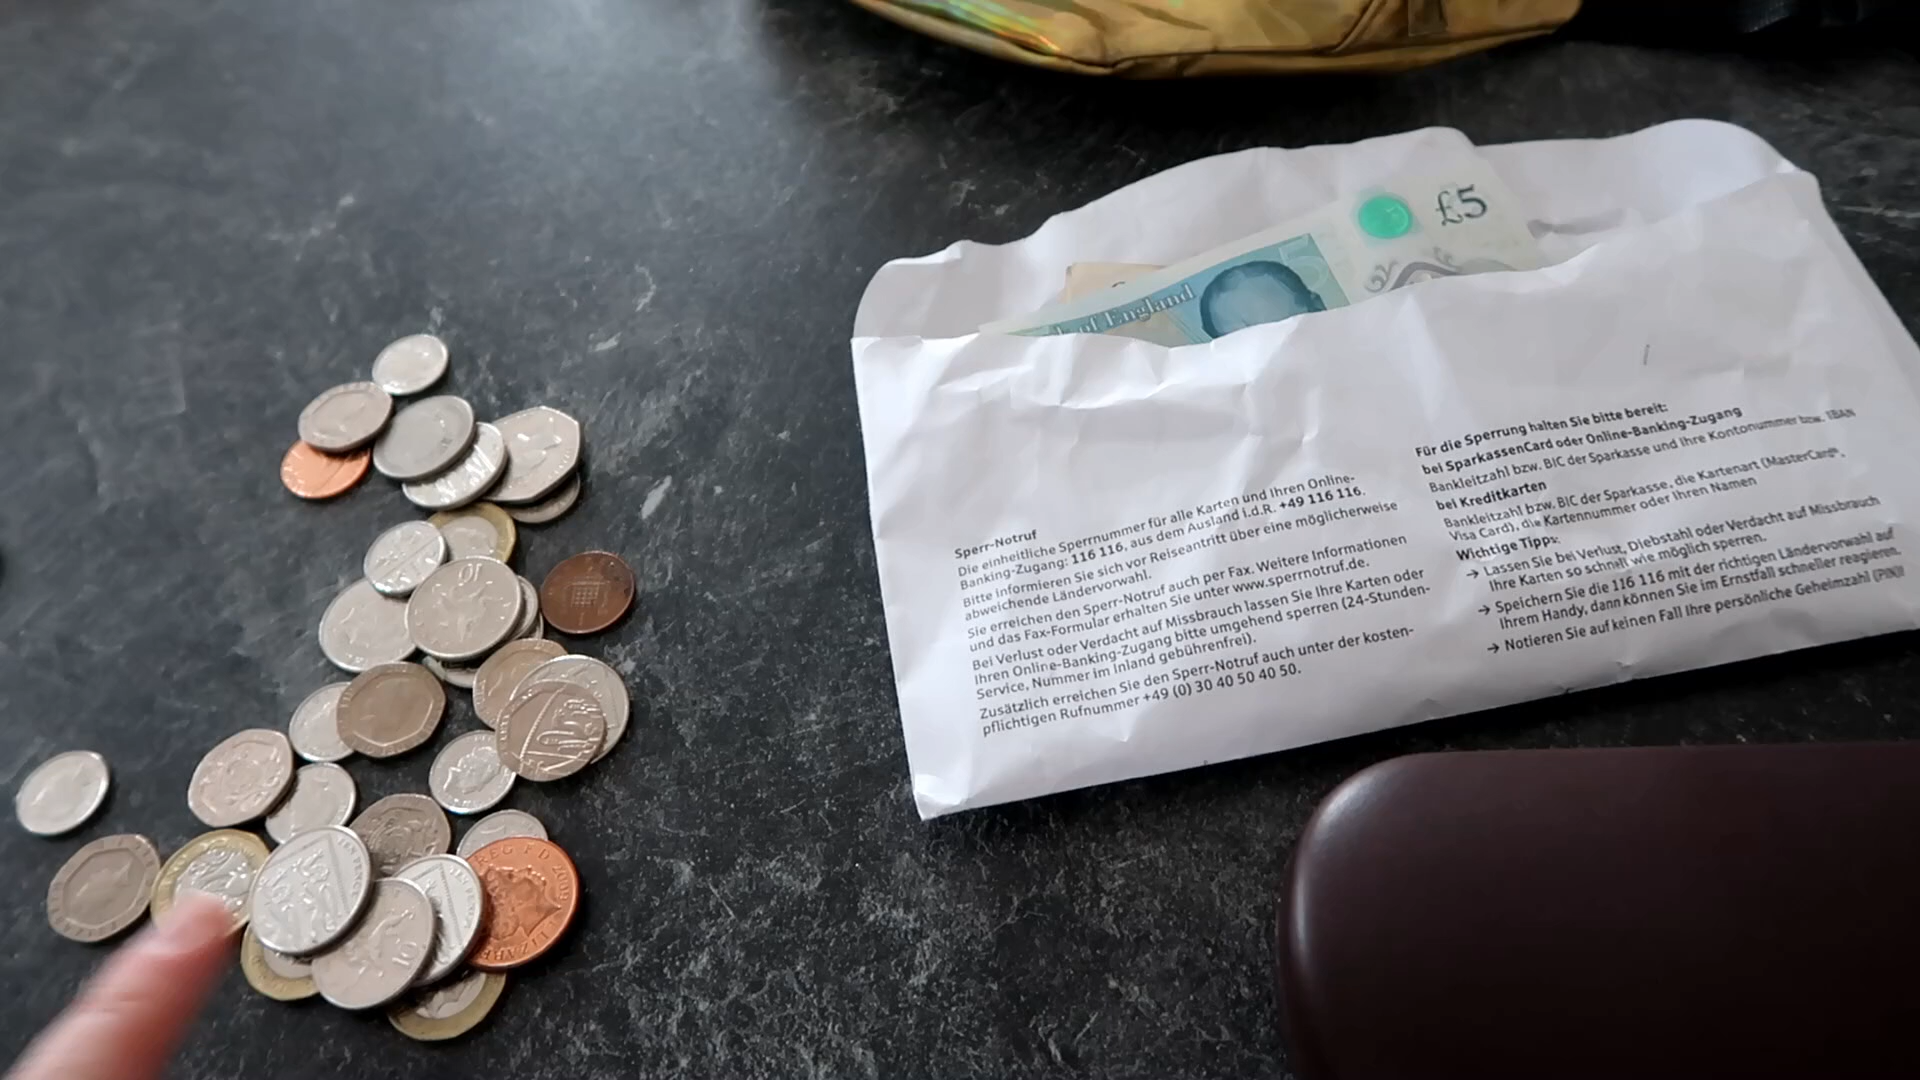 £5
5
of England
Sperr-Notruf
Die einheitliche Sperrnummer für alle Karten und Ihren Online-
Banking-Zugang: 116 116, aus dem Ausland i.d.R. +49 116 116.
Bitte informieren Sie sich vor Reiseantritt über eine möglicherweise
abweichende Ländervorwahl.
Sie erreichen den Sperr-Notruf auch per Fax. Weitere Informationen
und das Fax-Formular erhalten Sie unter www.sperrnotruf.de.
Bei Verlust oder Verdacht auf Missbrauch lassen Sie Ihre Karten oder
Ihren Online-Banking-Zugang bitte umgehend sperren (24-Stunden-
Service, Nummer im Inland gebührenfrei).
Zusätzlich erreichen Sie den Sperr-Notruf auch unter der kosten-
pflichtigen Rufnummer +49 (0) 30 40 50 40 50.
Für die Sperrung halten Sie bitte bereit:
bei SparkassenCard oder Online-Banking-Zugang
Bankleitzahl bzw. BIC der Sparkasse und Ihre Kontonummer bzw. IBAN
bei Kreditkarten
Bankleitzahl bzw. BIC der Sparkasse, die Kartenart (MasterCard®,
Visa Card), die Kartennummer oder Ihren Namen
Wichtige Tipps:
→ Lassen Sie bei Verlust, Diebstahl oder Verdacht auf Missbrauch
Ihre Karten so schnell wie möglich sperren.
→ Speichern Sie die 116 116 mit der richtigen Ländervorwahl auf
Ihrem Handy, dann können Sie im Ernstfall schneller reagieren.
→ Notieren Sie auf keinen Fall Ihre persönliche Geheimzahl (PIN)!
10
TEN PENCE
10
TEN PENCE
REG F D 2009